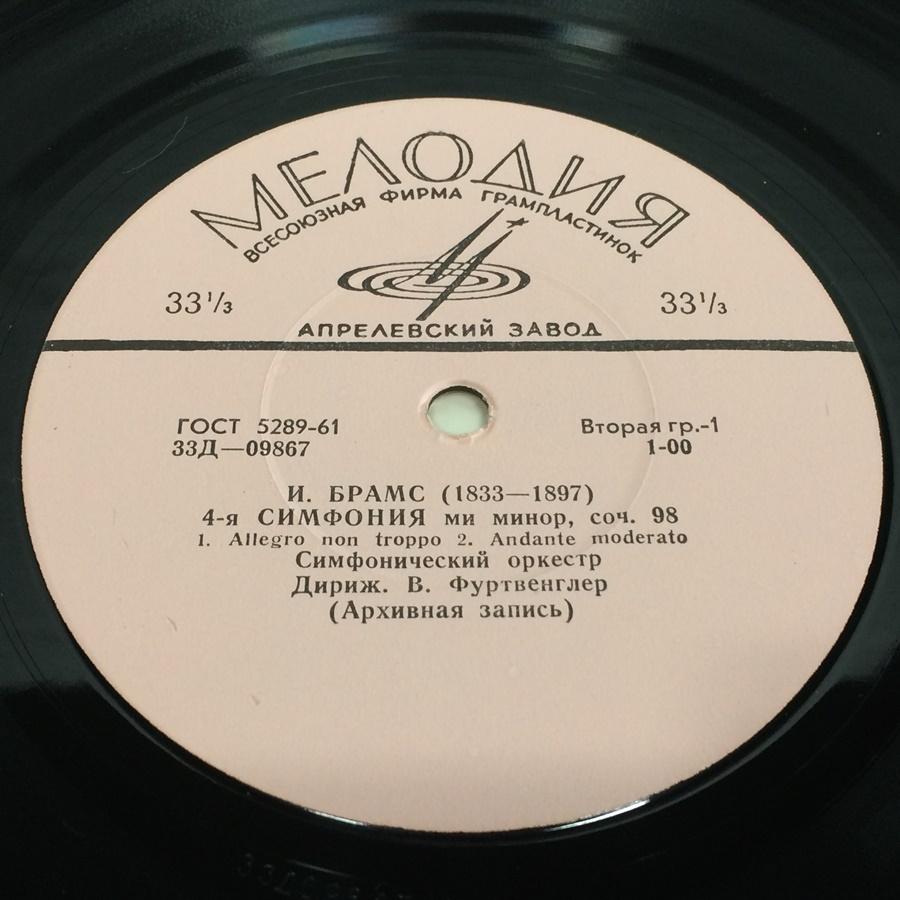 МЕЛОДИЯ
ВСЕСОЮЗНАЯ ФИРМА ГРАМПЛАСТИНОК
33⅓ 33⅓
АПРЕЛЕВСКИЙ ЗАВОД
ГОСТ 5289-61 Вторая гр.-1
33Д—09867 1-00
И. БРАМС (1833—1897)
4-я СИМФОНИЯ ми минор, соч. 98
1. Allegro non troppo 2. Andante moderato
Симфонический оркестр
Дириж. В. Фуртвенглер
(Архивная запись)